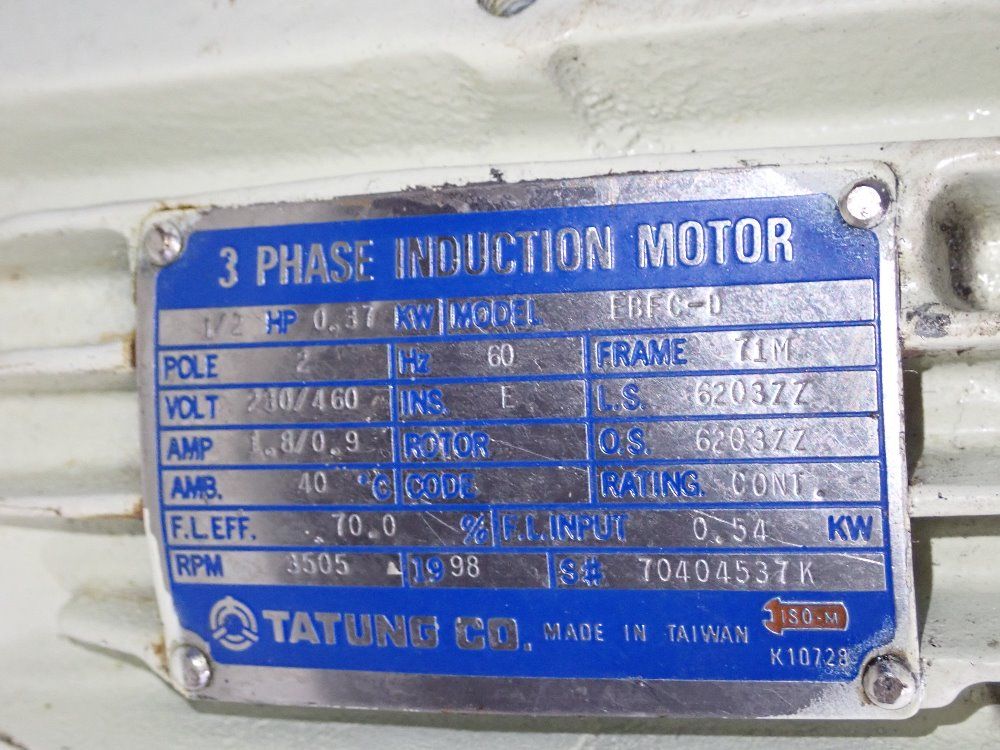 3 PHASE INDUCTION MOTOR
1/2 HP 0.37 KW MODEL EBFC-D
POLE 2 Hz 60 FRAME 71M
VOLT 230/460 INS. E L.S. 6203ZZ
AMP 1.8/0.9 ROTOR O.S. 6203ZZ
AMB. 40 °C CODE RATING. CONT.
F.L.EFF. 70.0 % F.L.INPUT 0.54 KW
RPM 3505 1998 S# 70404537K
TATUNG CO. MADE IN TAIWAN ISO-M
K10728